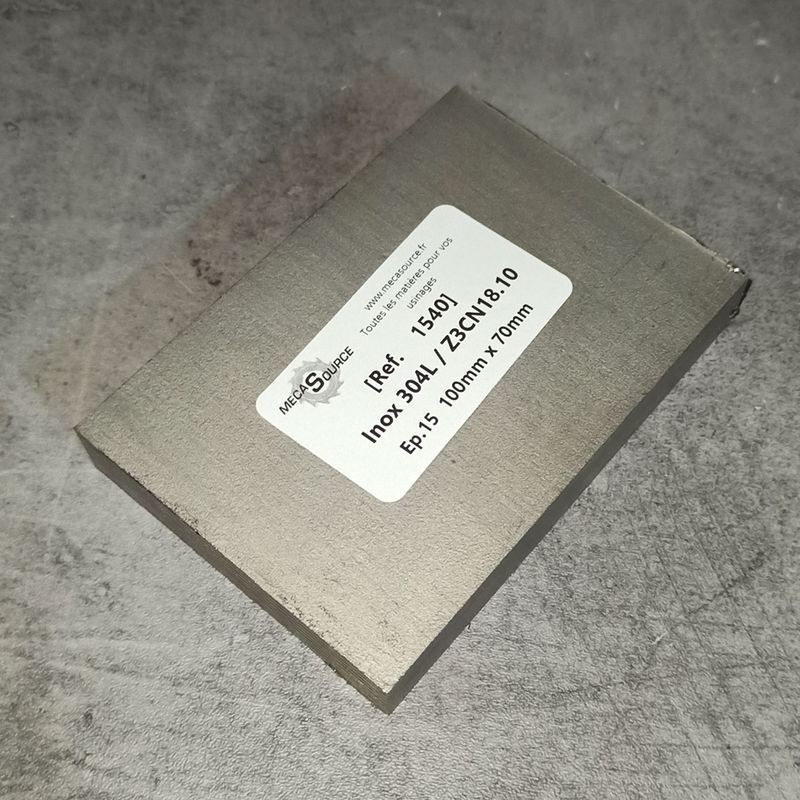 MECASOURCE
www.mecasource.fr
Toutes les matières pour vos
usinages
[Ref. 1540]
Inox 304L / Z3CN18.10
Ep.15 100mm x 70mm